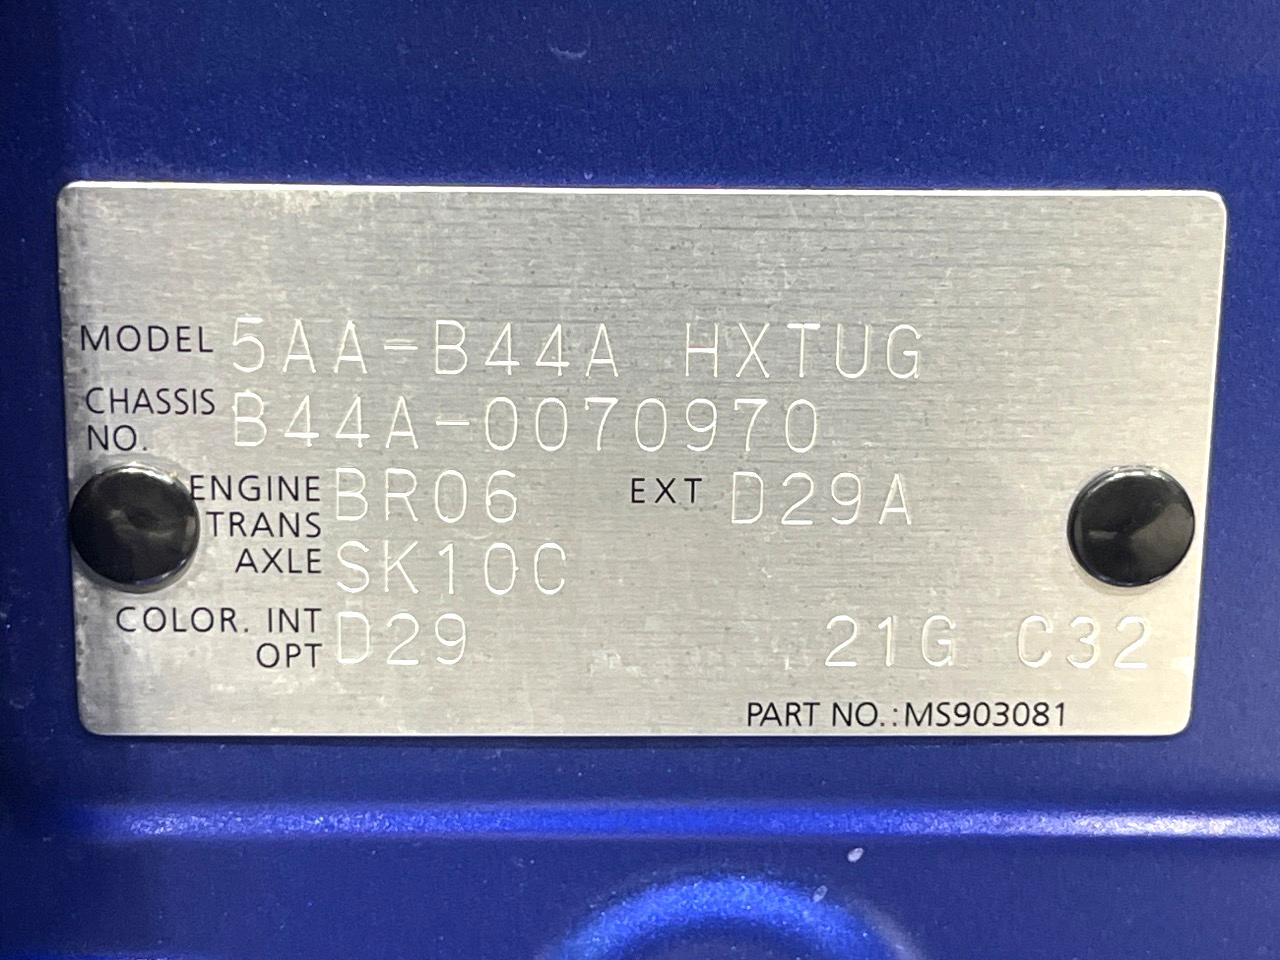 MODEL 5AA-B44A HXTUG
CHASSIS NO. B44A-0070970
ENGINE BR06 EXT D29A
TRANS AXLE SK10C
COLOR. INT OPT D29 21G C32
PART NO.:MS903081